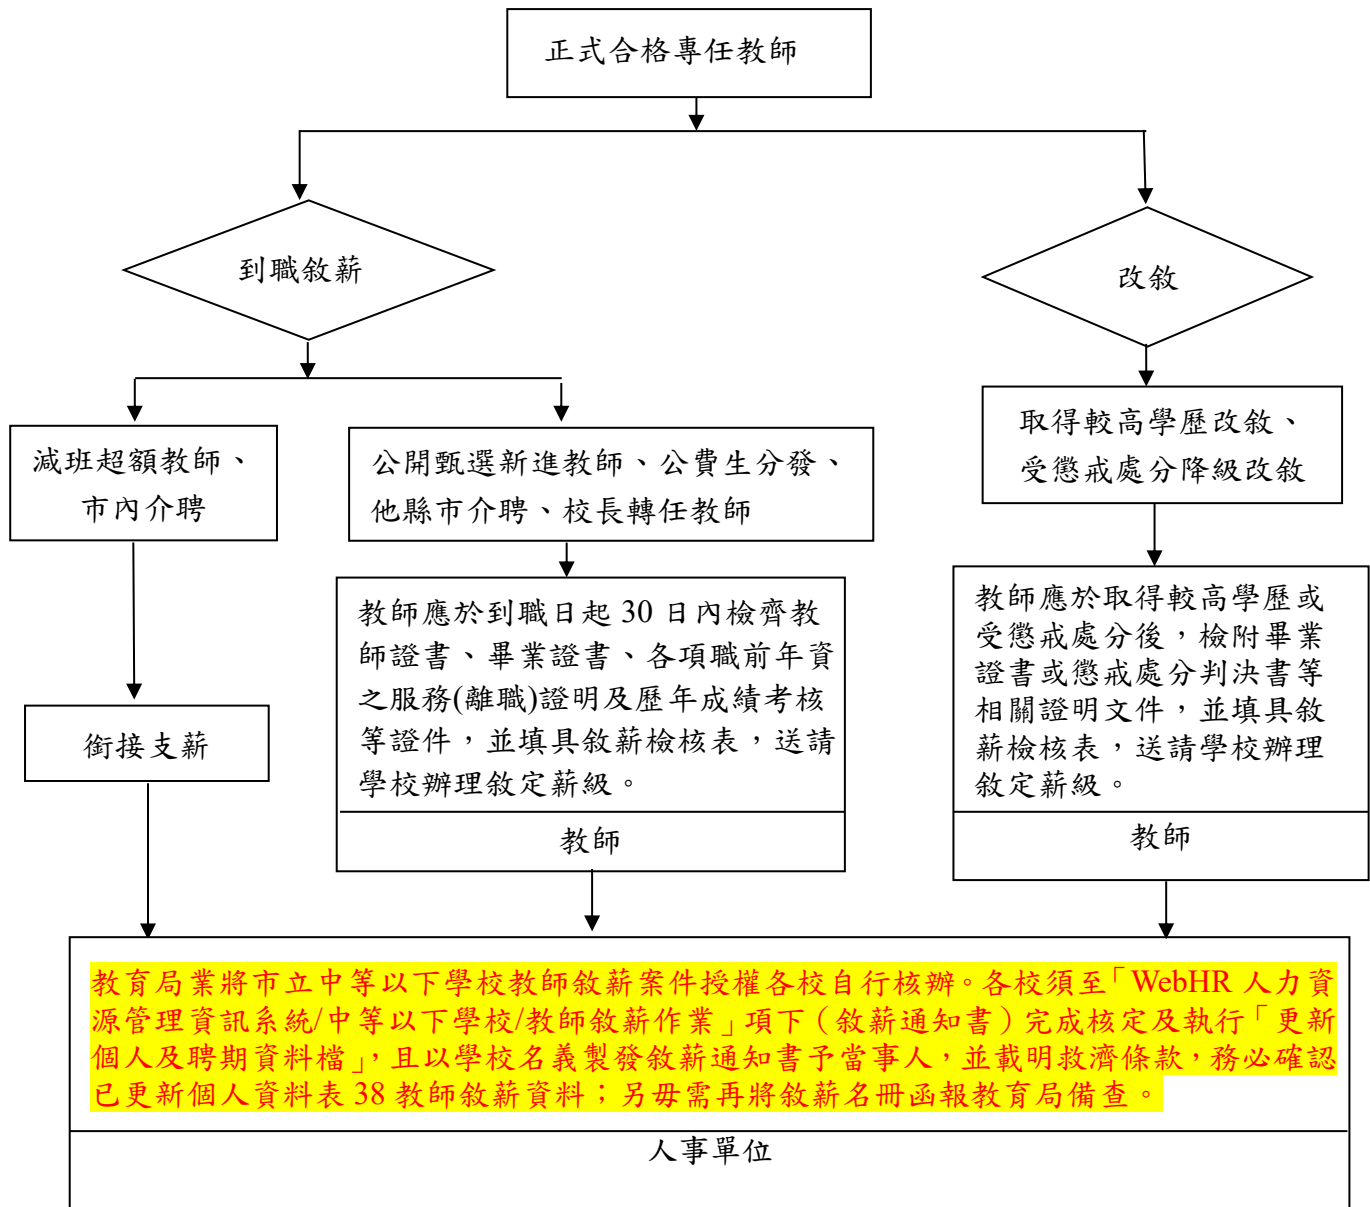 正式合格專任教師
到職敘薪
改敘
減班超額教師、
市內介聘
公開甄選新進教師、公費生分發、
他縣市介聘、校長轉任教師
取得較高學歷改敘、
受懲戒處分降級改敘
銜接支薪
教師應於到職日起 30 日內檢齊教
師證書、畢業證書、各項職前年資
之服務(離職)證明及歷年成績考核
等證件，並填具敘薪檢核表，送請
學校辦理敘定薪級。
教師
教師應於取得較高學歷或
受懲戒處分後，檢附畢業
證書或懲戒處分判決書等
相關證明文件，並填具敘
薪檢核表，送請學校辦理
敘定薪級。
教師
教育局業將市立中等以下學校教師敘薪案件授權各校自行核辦。各校須至「WebHR 人力資
源管理資訊系統/中等以下學校/教師敘薪作業」項下（敘薪通知書）完成核定及執行「更新
個人及聘期資料檔」，且以學校名義製發敘薪通知書予當事人，並載明救濟條款，務必確認
已更新個人資料表 38 教師敘薪資料；另毋需再將敘薪名冊函報教育局備查。
人事單位